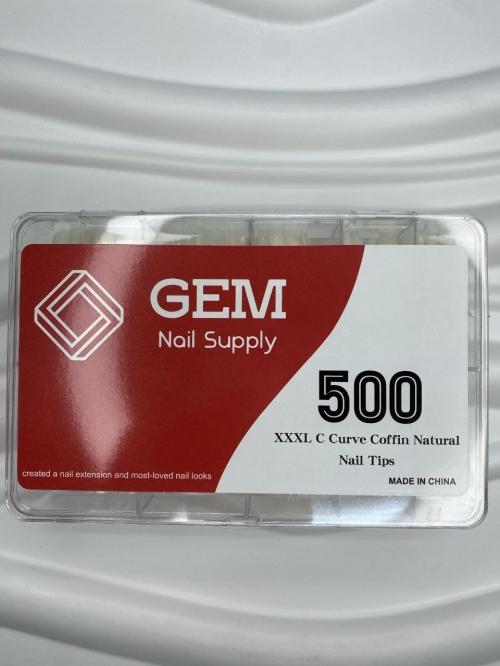 GEM
Nail Supply
500
XXXL C Curve Coffin Natural
Nail Tips
created a nail extension and most-loved nail looks
MADE IN CHINA